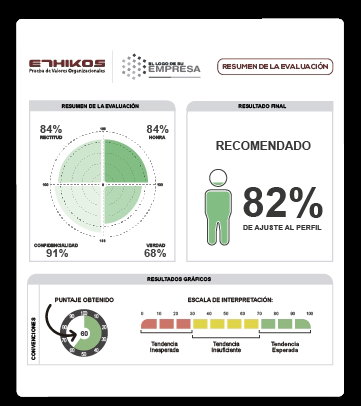 ETHIKOS
Prueba de Valores Organizacionales
EL LOGO DE SU
EMPRESA
RESUMEN DE LA EVALUACIÓN
RESUMEN DE LA EVALUACIÓN
84%
RECTITUD
100
84%
HONRA
100
0
100
CONFIDENCIALIDAD
91%
100
VERDAD
68%
RESULTADO FINAL
RECOMENDADO
82%
DE AJUSTE AL PERFIL
RESULTADOS GRÁFICOS
CONVENCIONES
PUNTAJE OBTENIDO
60
ESCALA DE INTERPRETACIÓN:
0 10 20 30 40 50 60 70 80 90 100
Tendencia Inesperada
Tendencia Insuficiente
Tendencia Esperada